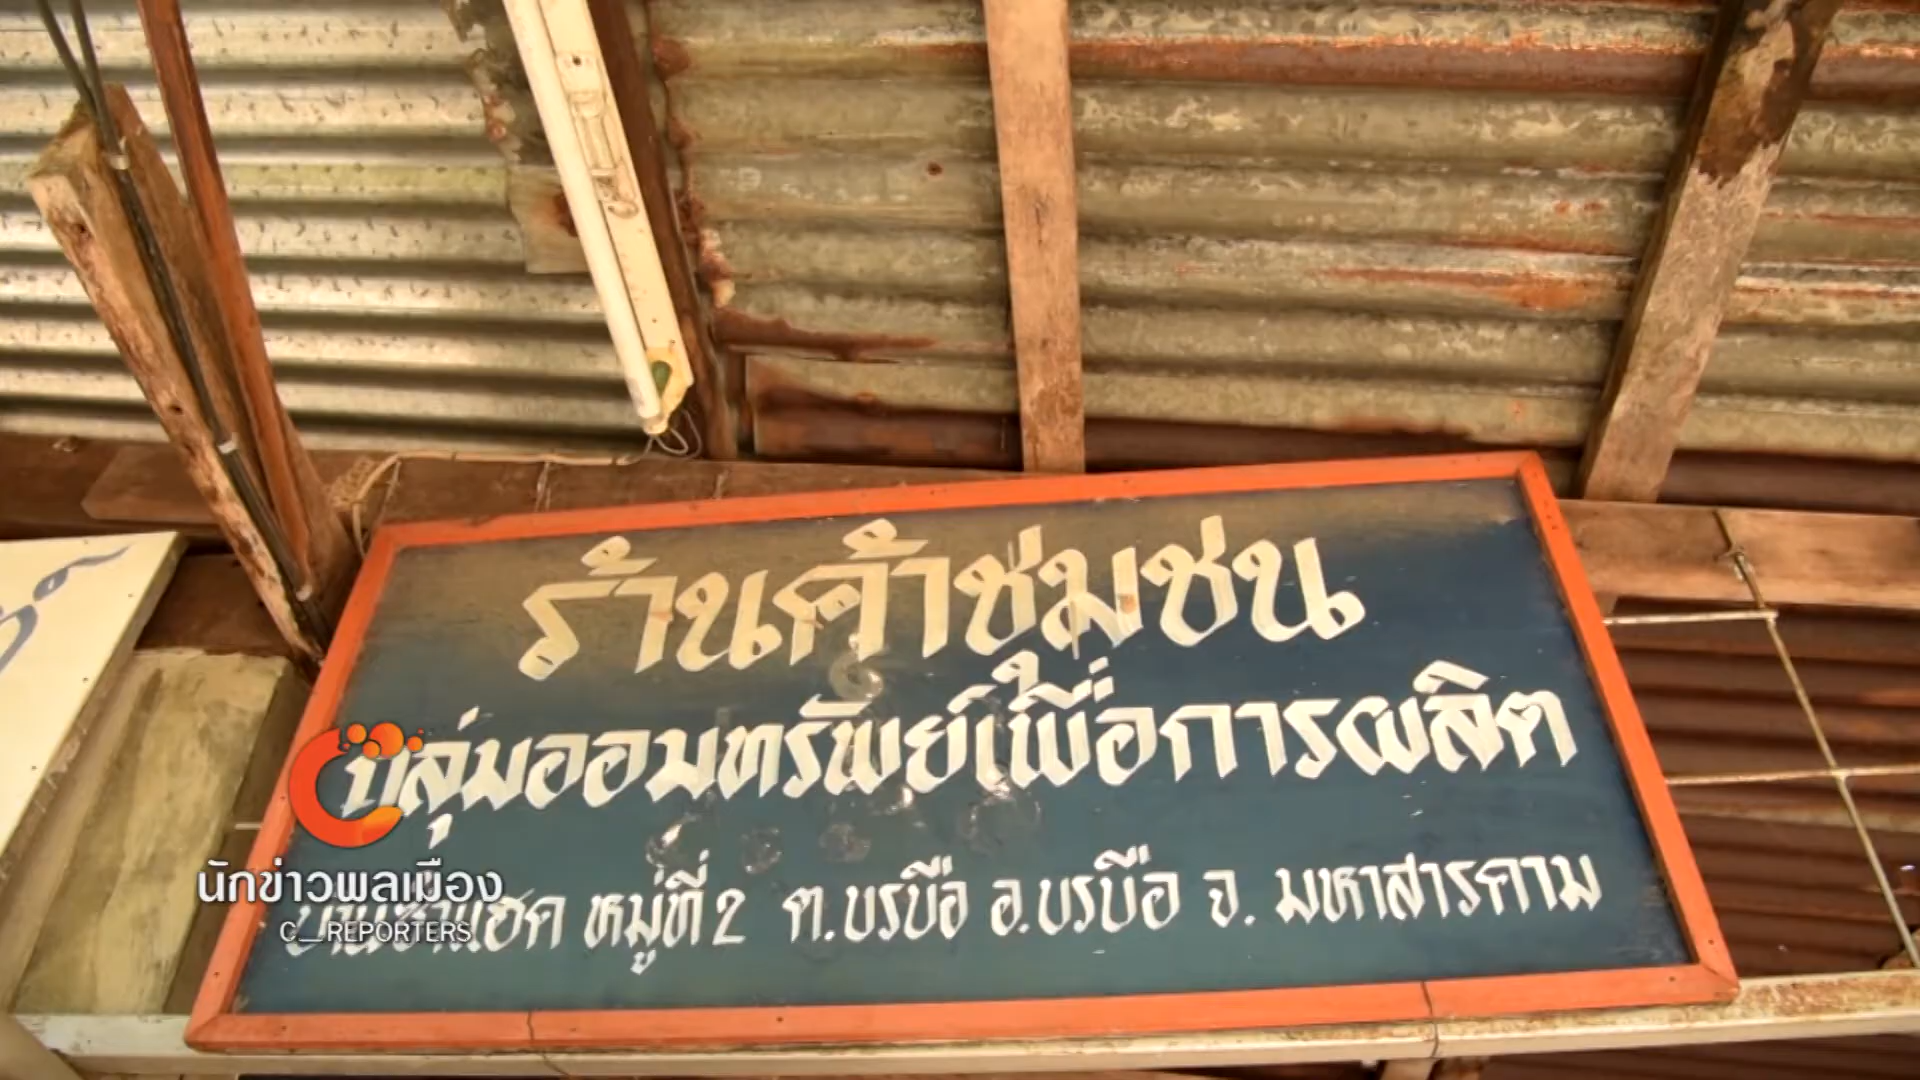 ร้านค้าชุมชน
กลุ่มออมทรัพย์เพื่อการผลิต
หมู่ที่ 2 ต.บรบือ อ.บรบือ จ. มหาสารคาม
นักข่าวพลเมือง
C_REPORTERS